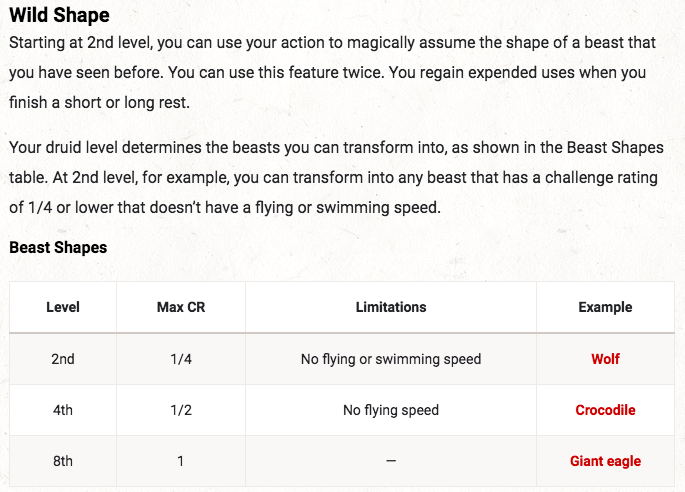 Wild Shape
Starting at 2nd level, you can use your action to magically assume the shape of a beast that
you have seen before. You can use this feature twice. You regain expended uses when you
finish a short or long rest.
Your druid level determines the beasts you can transform into, as shown in the Beast Shapes
table. At 2nd level, for example, you can transform into any beast that has a challenge rating
of 1/4 or lower that doesn’t have a flying or swimming speed.
Beast Shapes
Level Max CR Limitations Example
2nd 1/4 No flying or swimming speed Wolf
4th 1/2 No flying speed Crocodile
8th 1 — Giant eagle